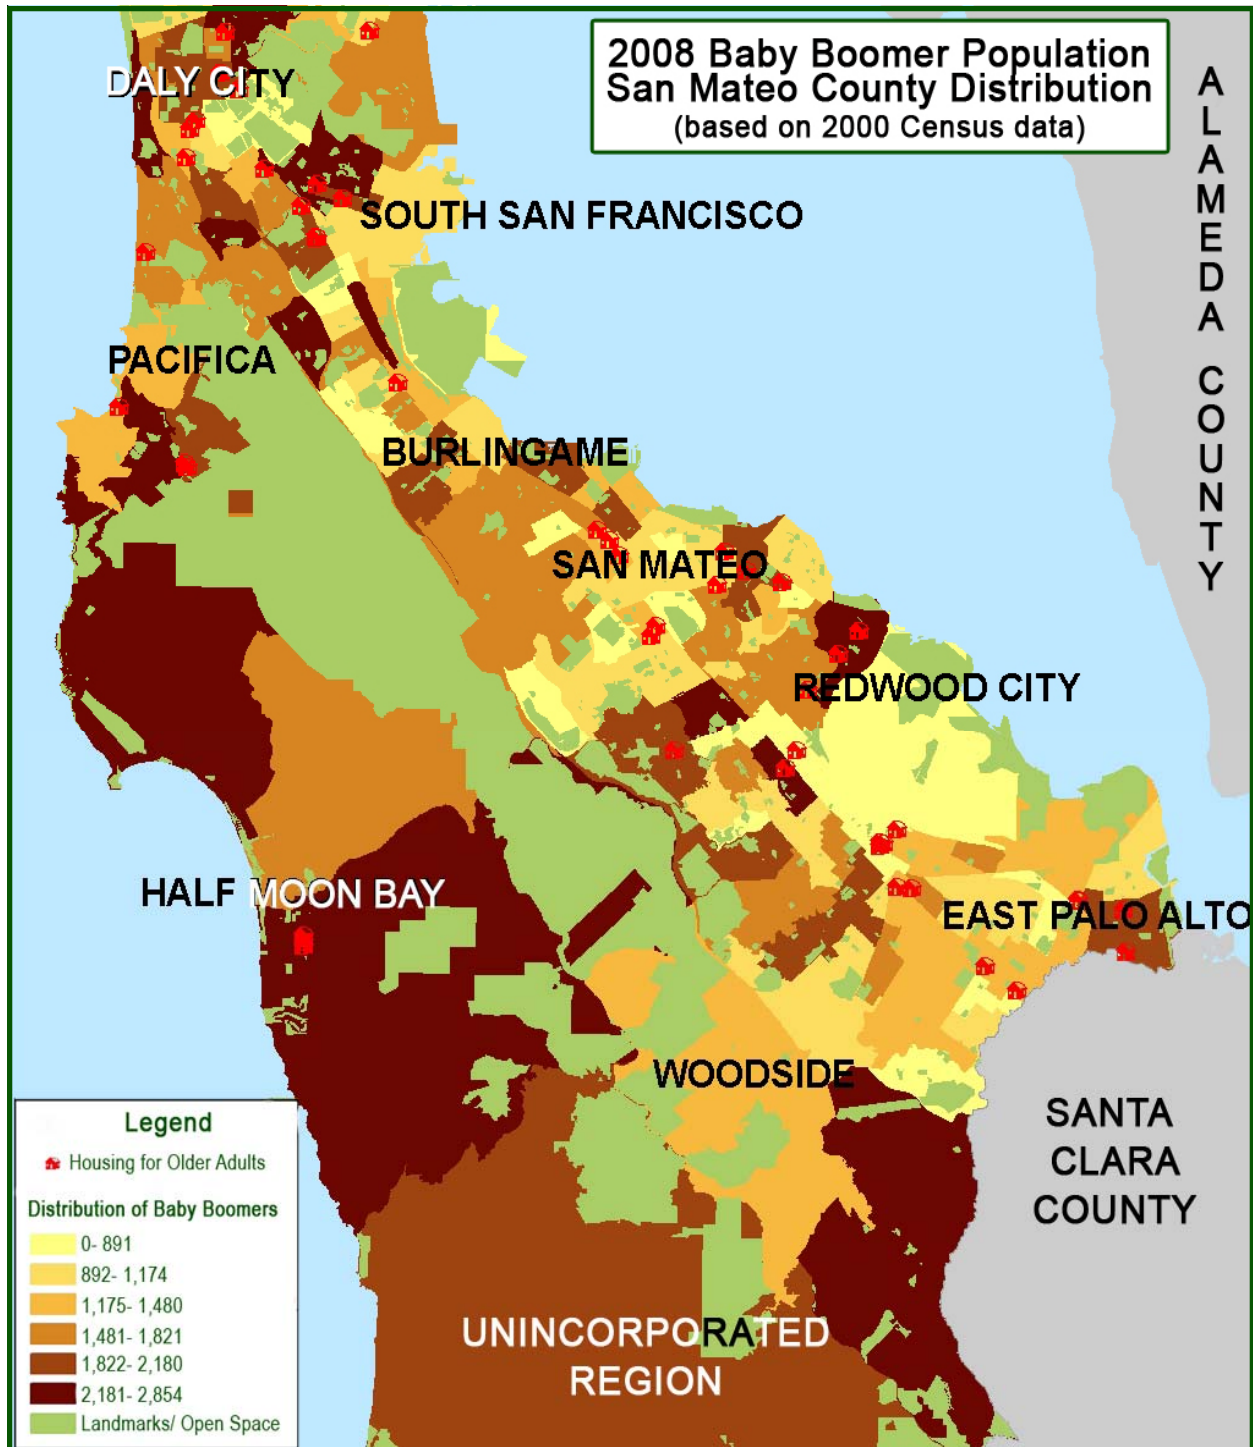 2008 Baby Boomer Population
San Mateo County Distribution
(based on 2000 Census data)
ALAMEDA COUNTY
DALY CITY
SOUTH SAN FRANCISCO
PACIFICA
BURLINGAME
SAN MATEO
REDWOOD CITY
HALF MOON BAY
EAST PALO ALTO
WOODSIDE
SANTA
CLARA
COUNTY
UNINCORPORATED
REGION
Legend
Housing for Older Adults
Distribution of Baby Boomers
0- 891
892- 1,174
1,175- 1,480
1,481- 1,821
1,822- 2,180
2,181- 2,854
Landmarks/ Open Space